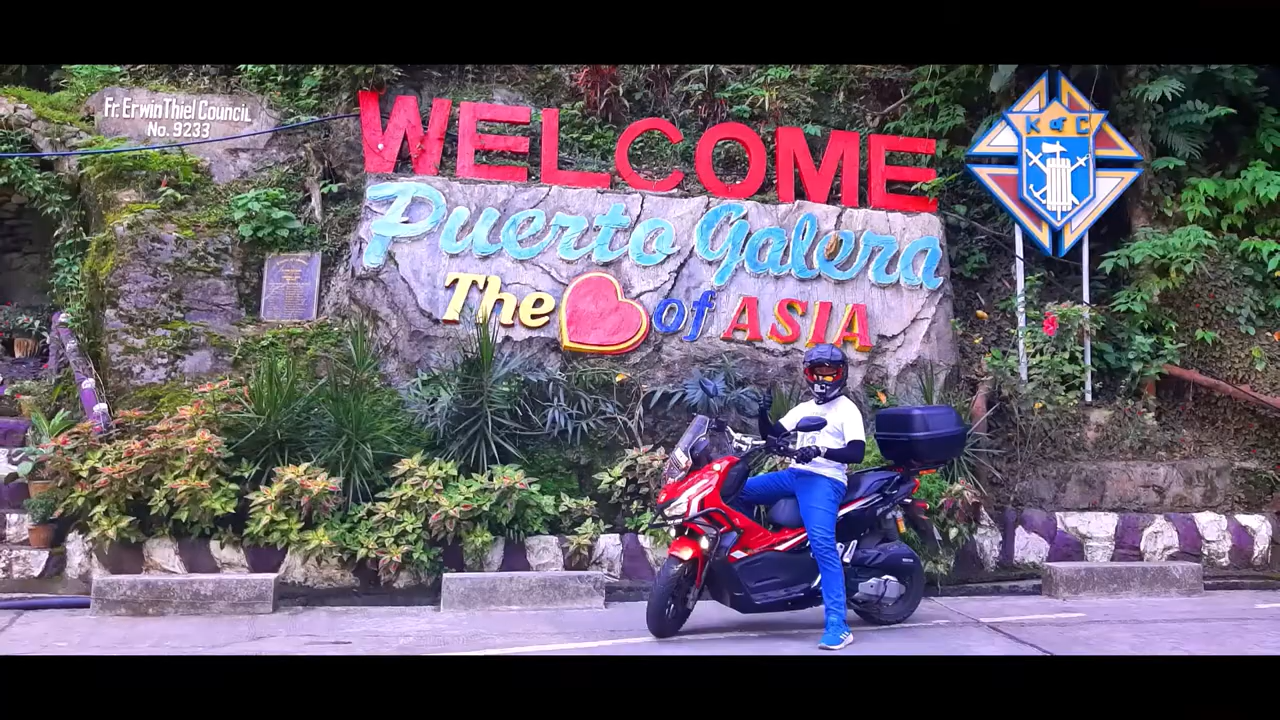 Fr. Erwin Thiel Council
No. 9233
WELCOME
Puerto Galera
The of ASIA
K of C